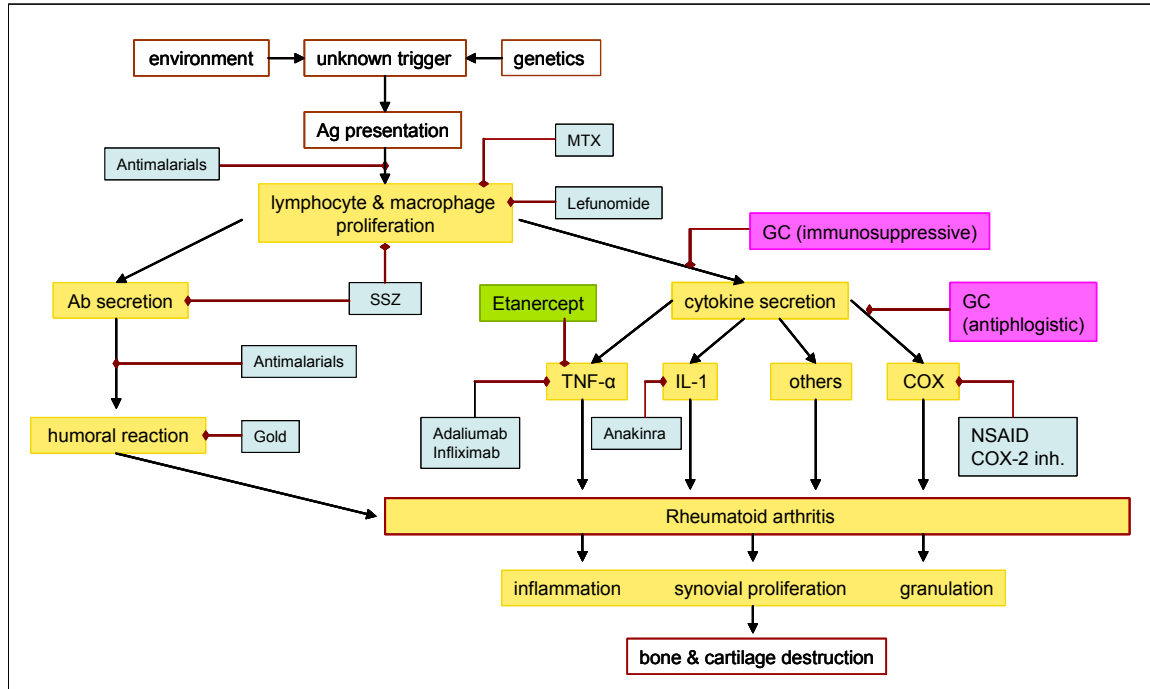 environment
unknown trigger
genetics
Ag presentation
MTX
Antimalarials
lymphocyte & macrophage
proliferation
Lefunomide
GC (immunosuppressive)
Ab secretion
SSZ
Etanercept
cytokine secretion
GC
(antiphlogistic)
Antimalarials
TNF-α
IL-1
others
COX
humoral reaction
Gold
Adaliumab
Infliximab
Anakinra
NSAID
COX-2 inh.
Rheumatoid arthritis
inflammation
synovial proliferation
granulation
bone & cartilage destruction